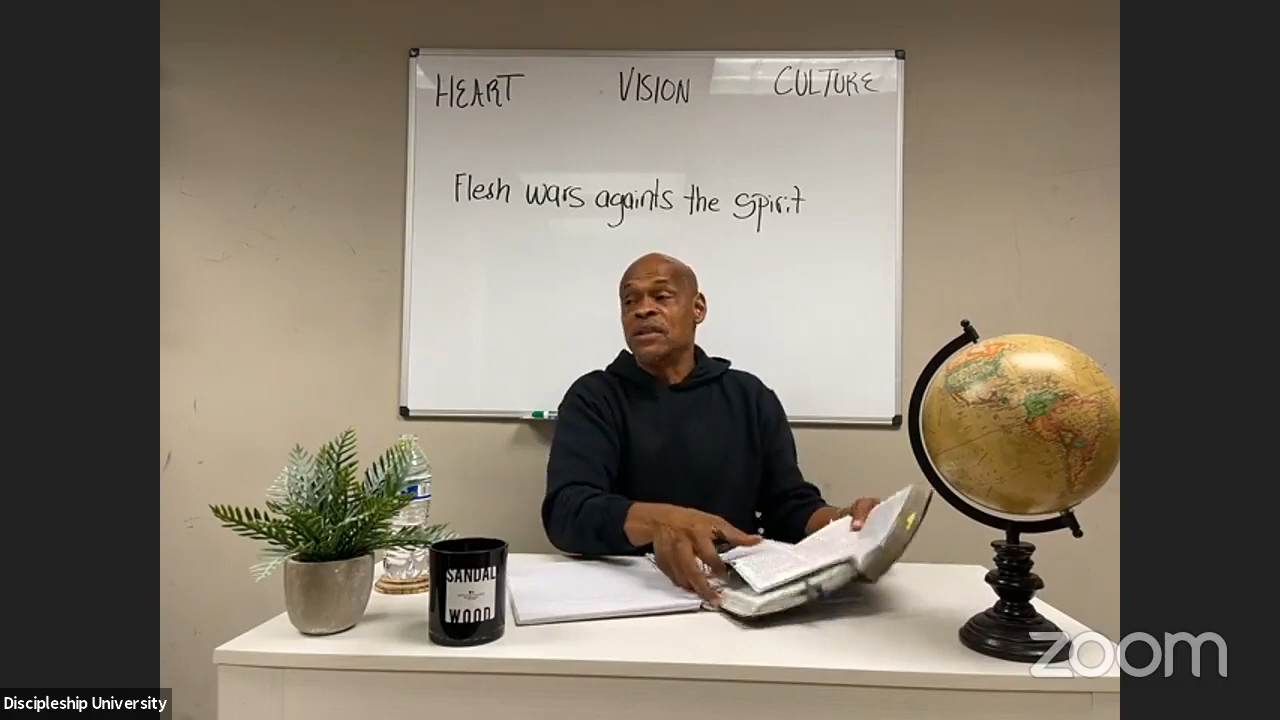 HEART VISION CULTURE
Flesh wars againts the spirit
SANDAL
WOOD
zoom
Discipleship University